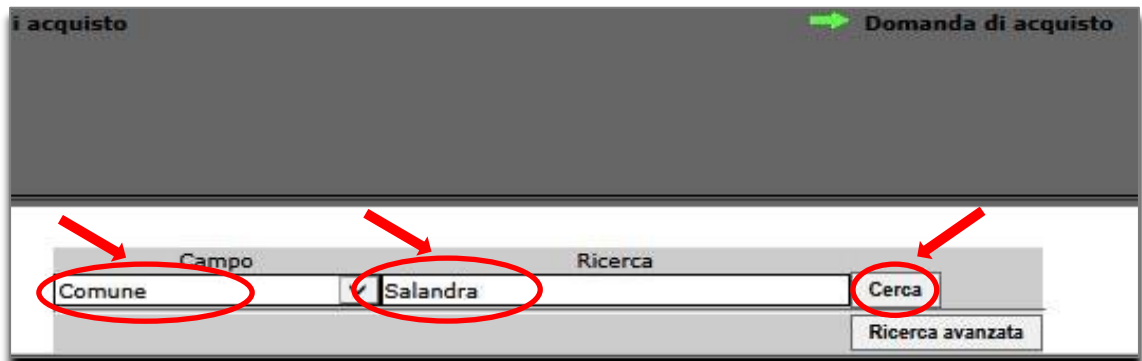 i acquisto Domanda di acquisto
Campo Ricerca
Comune Salandra Cerca
Ricerca avanzata